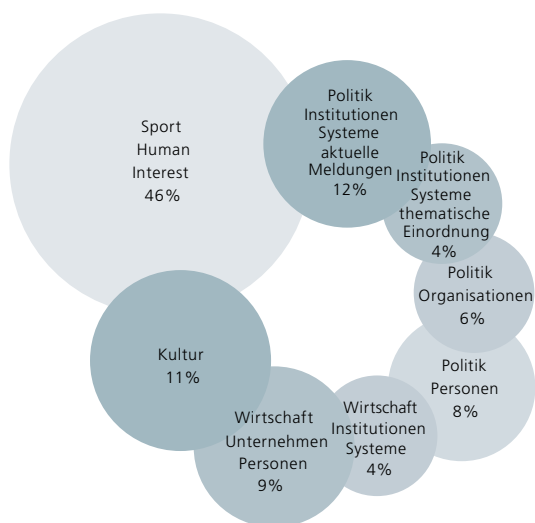 Sport
Human
Interest
46%
Politik
Institutionen
Systeme
aktuelle
Meldungen
12%
Politik
Institutionen
Systeme
thematische
Einordnung
4%
Politik
Organisationen
6%
Politik
Personen
8%
Wirtschaft
Institutionen
Systeme
4%
Wirtschaft
Unternehmen
Personen
9%
Kultur
11%